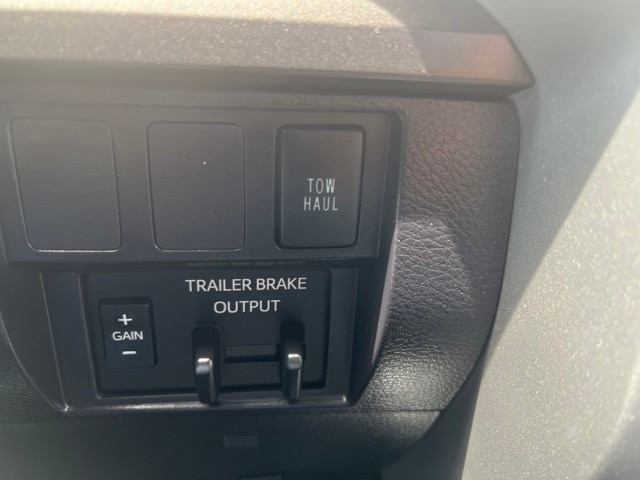 TOW
HAUL
TRAILER BRAKE
OUTPUT
+
GAIN
-